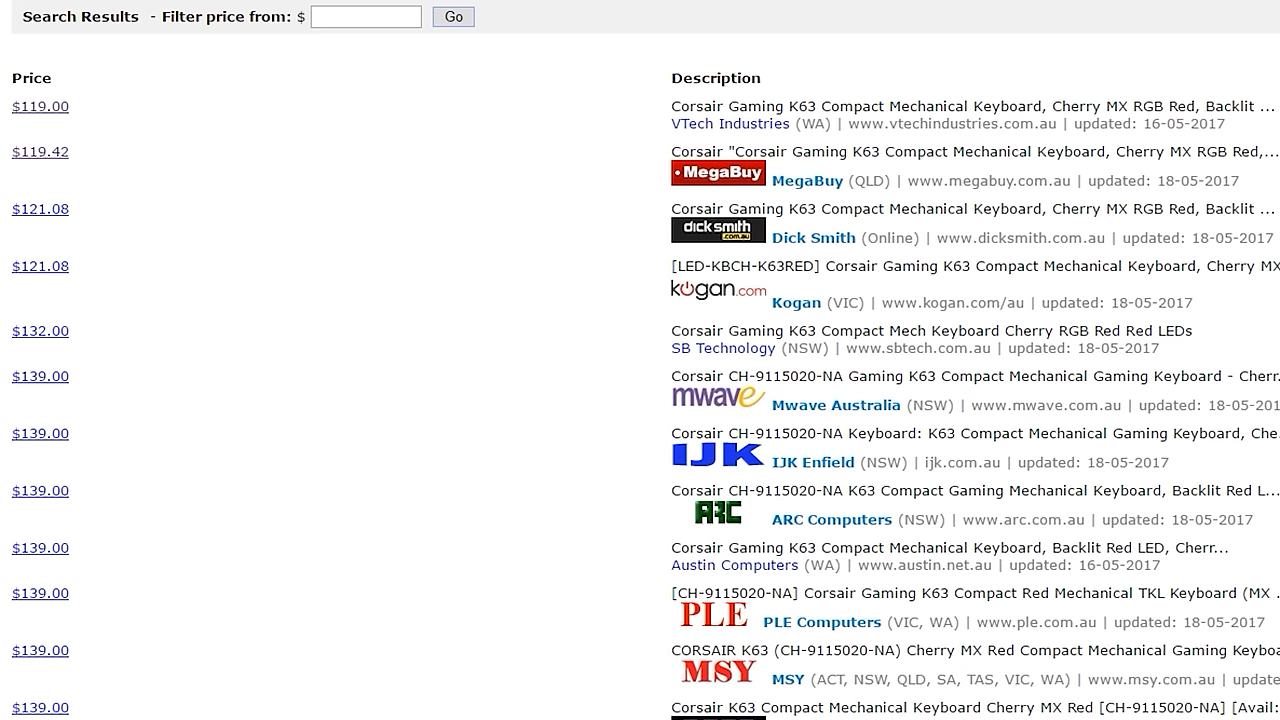 Search Results - Filter price from: $ Go
Price Description
$119.00 Corsair Gaming K63 Compact Mechanical Keyboard, Cherry MX RGB Red, Backlit ...
VTech Industries (WA) | www.vtechindustries.com.au | updated: 16-05-2017
$119.42 Corsair "Corsair Gaming K63 Compact Mechanical Keyboard, Cherry MX RGB Red,...
MegaBuy MegaBuy (QLD) | www.megabuy.com.au | updated: 18-05-2017
$121.08 Corsair Gaming K63 Compact Mechanical Keyboard, Cherry MX RGB Red, Backlit ...
dick smith .com.au Dick Smith (Online) | www.dicksmith.com.au | updated: 18-05-2017
$121.08 [LED-KBCH-K63RED] Corsair Gaming K63 Compact Mechanical Keyboard, Cherry MX
kogan.com Kogan (VIC) | www.kogan.com/au | updated: 18-05-2017
$132.00 Corsair Gaming K63 Compact Mech Keyboard Cherry RGB Red Red LEDs
SB Technology (NSW) | www.sbtech.com.au | updated: 18-05-2017
$139.00 Corsair CH-9115020-NA Gaming K63 Compact Mechanical Gaming Keyboard - Cherr.
mwave Mwave Australia (NSW) | www.mwave.com.au | updated: 18-05-201
$139.00 Corsair CH-9115020-NA Keyboard: K63 Compact Mechanical Gaming Keyboard, Che.
IJK IJK Enfield (NSW) | ijk.com.au | updated: 18-05-2017
$139.00 Corsair CH-9115020-NA K63 Compact Gaming Mechanical Keyboard, Backlit Red L...
ARC ARC Computers (NSW) | www.arc.com.au | updated: 18-05-2017
$139.00 Corsair Gaming K63 Compact Mechanical Keyboard, Backlit Red LED, Cherr...
Austin Computers (WA) | www.austin.net.au | updated: 16-05-2017
$139.00 [CH-9115020-NA] Corsair Gaming K63 Compact Red Mechanical TKL Keyboard (MX .
PLE PLE Computers (VIC, WA) | www.ple.com.au | updated: 18-05-2017
$139.00 CORSAIR K63 (CH-9115020-NA) Cherry MX Red Compact Mechanical Gaming Keyboa
MSY MSY (ACT, NSW, QLD, SA, TAS, VIC, WA) | www.msy.com.au | update
$139.00 Corsair K63 Compact Mechanical Keyboard Cherry MX Red [CH-9115020-NA] [Avail: